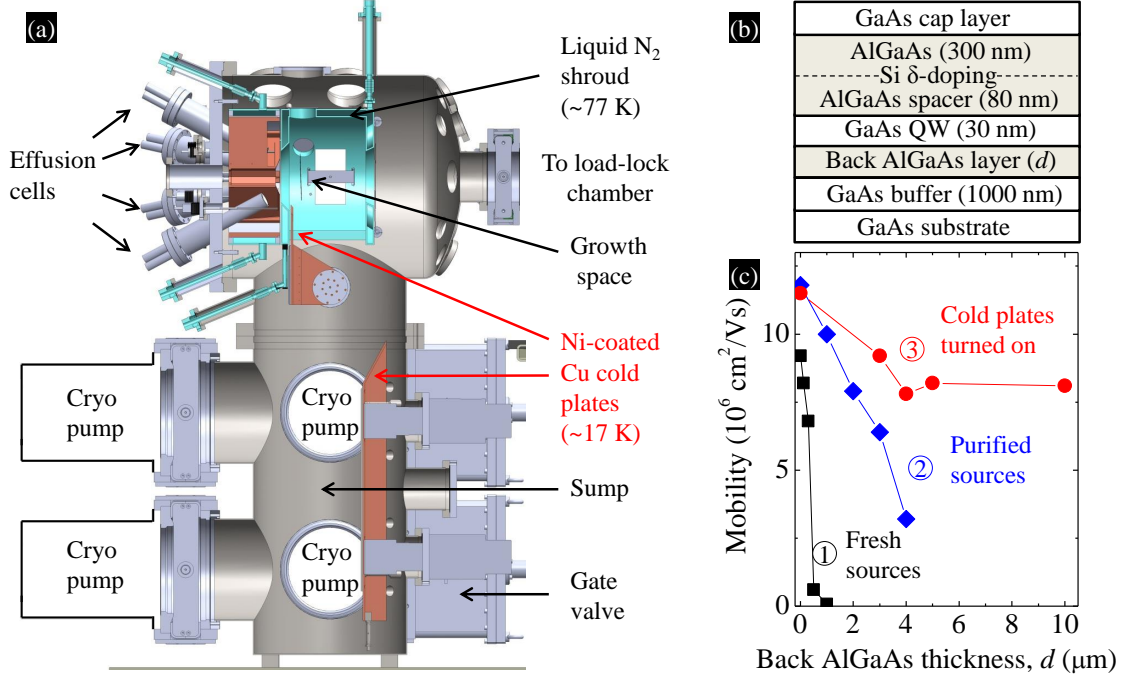 (a)
Liquid N₂
shroud
(~77 K)
Effusion
cells
To load-lock
chamber
Growth
space
Ni-coated
Cu cold
plates
(~17 K)
Cryo
pump
Cryo
pump
Sump
Cryo
pump
Cryo
pump
Gate
valve
(b)
GaAs cap layer
AlGaAs (300 nm)
Si δ-doping
AlGaAs spacer (80 nm)
GaAs QW (30 nm)
Back AlGaAs layer (d)
GaAs buffer (1000 nm)
GaAs substrate
(c)
Mobility (10⁶ cm²/Vs)
10
5
0
Cold plates
③ turned on
Purified
② sources
① Fresh
sources
0 2 4 6 8 10
Back AlGaAs thickness, d (μm)